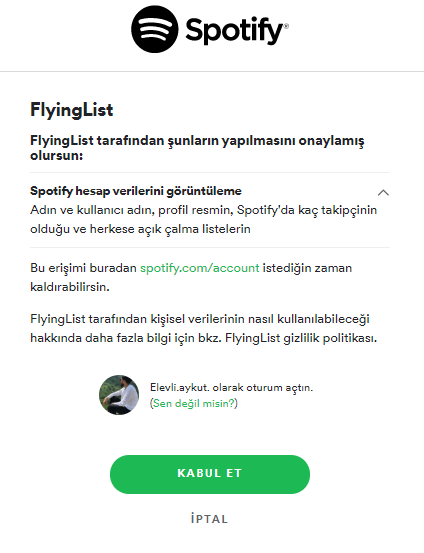 Spotify®
FlyingList
FlyingList tarafından şunların yapılmasını onaylamış
olursun:
Spotify hesap verilerini görüntüleme
Adın ve kullanıcı adın, profil resmin, Spotify'da kaç takipçinin
olduğu ve herkese açık çalma listelerin
Bu erişimi buradan spotify.com/account istediğin zaman
kaldırabilirsin.
FlyingList tarafından kişisel verilerinin nasıl kullanılabileceği
hakkında daha fazla bilgi için bkz. FlyingList gizlilik politikası.
Elevli.aykut. olarak oturum açtın.
(Sen değil misin?)
KABUL ET
İPTAL